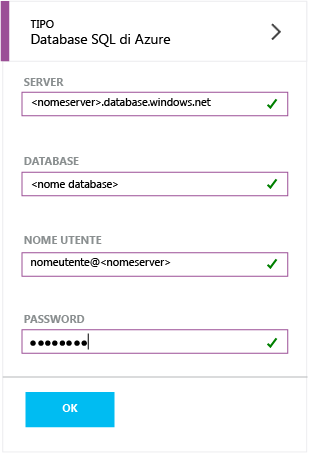 TIPO
Database SQL di Azure
SERVER
<nomeserver>.database.windows.net
DATABASE
<nome database>
NOME UTENTE
nomeutente@<nomeserver>
PASSWORD
●●●●●●●●
OK